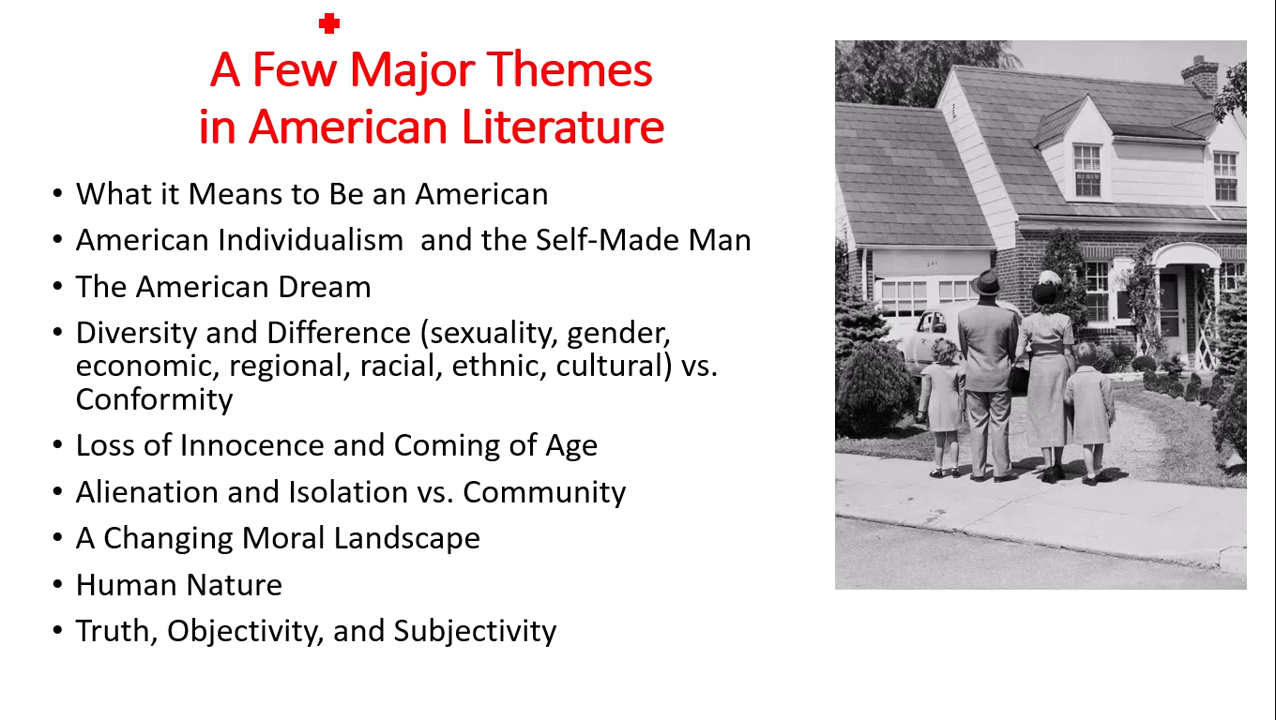 A Few Major Themes
in American Literature
• What it Means to Be an American
• American Individualism  and the Self-Made Man
• The American Dream
• Diversity and Difference (sexuality, gender,
economic, regional, racial, ethnic, cultural) vs.
Conformity
• Loss of Innocence and Coming of Age
• Alienation and Isolation vs. Community
• A Changing Moral Landscape
• Human Nature
• Truth, Objectivity, and Subjectivity